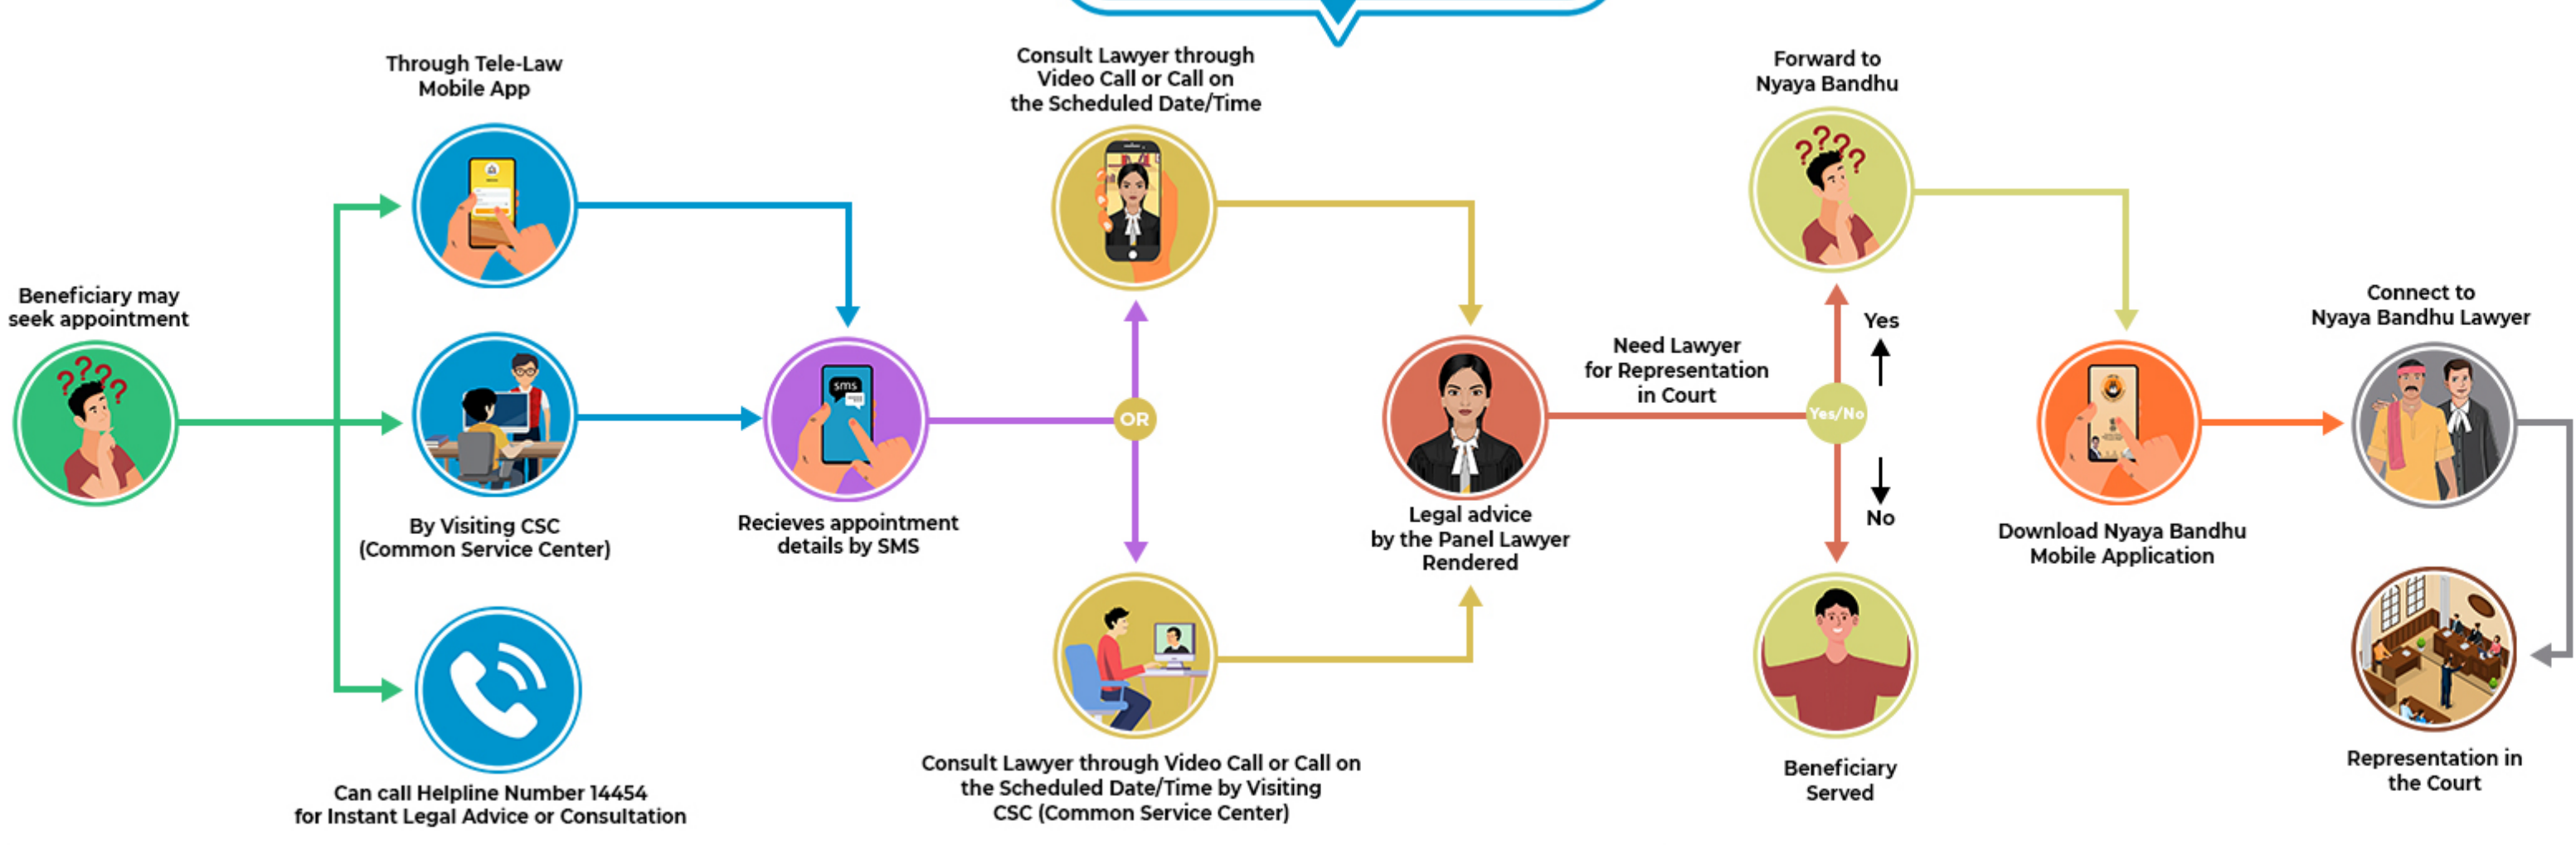 Beneficiary may
seek appointment
Through Tele-Law
Mobile App
By Visiting CSC
(Common Service Center)
Can call Helpline Number 14454
for Instant Legal Advice or Consultation
sms
Recieves appointment
details by SMS
OR
Consult Lawyer through
Video Call or Call on
the Scheduled Date/Time
Consult Lawyer through Video Call or Call on
the Scheduled Date/Time by Visiting
CSC (Common Service Center)
Legal advice
by the Panel Lawyer
Rendered
Need Lawyer
for Representation
in Court
Yes/No
Yes
No
Forward to
Nyaya Bandhu
Beneficiary
Served
Download Nyaya Bandhu
Mobile Application
Connect to
Nyaya Bandhu Lawyer
Representation in
the Court